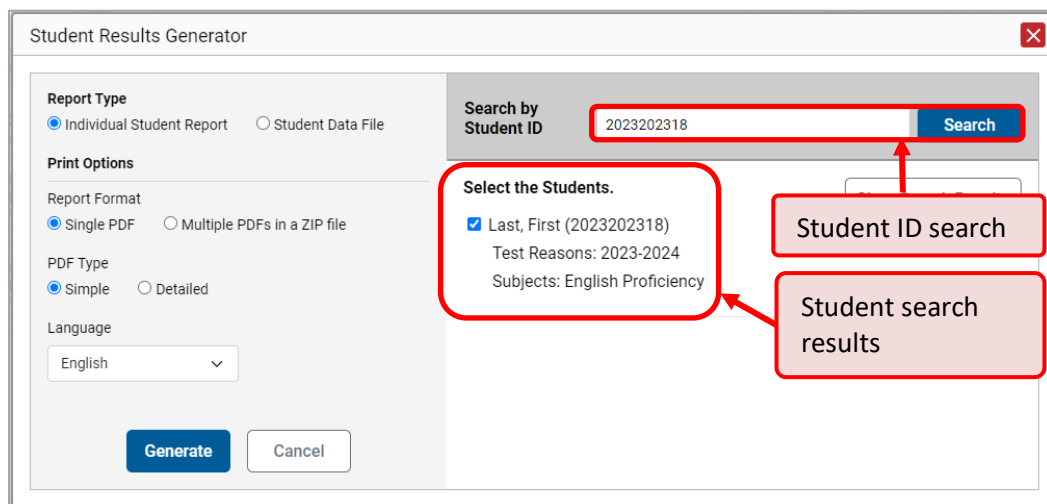 Student Results Generator
Report Type
Individual Student Report Student Data File
Print Options
Report Format
Single PDF Multiple PDFs in a ZIP file
PDF Type
Simple Detailed
Language
English
Generate Cancel
Search by
Student ID
2023202318 Search
Select the Students.
Last, First (2023202318)
Test Reasons: 2023-2024
Subjects: English Proficiency
Student ID search
Student search
results